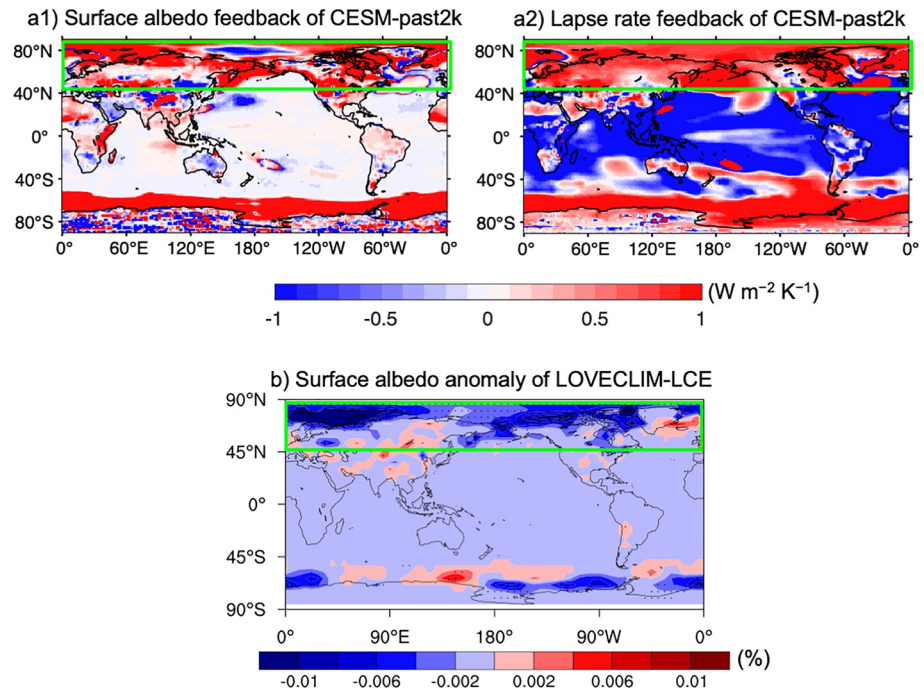 a1) Surface albedo feedback of CESM-past2k
a2) Lapse rate feedback of CESM-past2k
80°N
40°N
0°
40°S
80°S
0° 60°E 120°E 180° 120°W 60°W 0°
80°N
40°N
0°
40°S
80°S
0° 60°E 120°E 180° 120°W 60°W 0°
(W m⁻² K⁻¹)
-1 -0.5 0 0.5 1
b) Surface albedo anomaly of LOVECLIM-LCE
90°N
45°N
0°
45°S
90°S
0° 90°E 180° 90°W 0°
(%)
-0.01 -0.006 -0.002 0.002 0.006 0.01